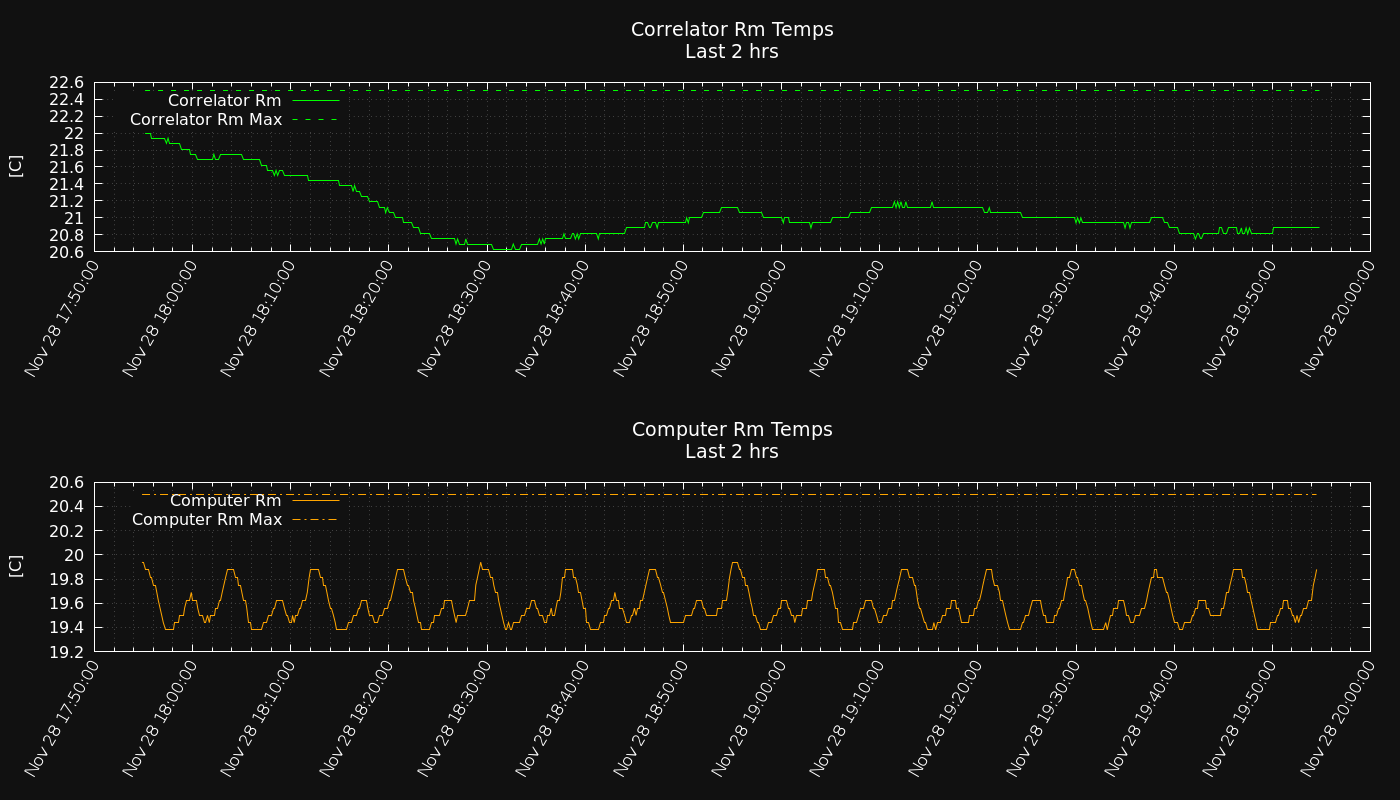 Correlator Rm Temps
Last 2 hrs
22.6
22.4
22.2
22
21.8
21.6
21.4
21.2
21
20.8
20.6
[C]
Correlator Rm
Correlator Rm Max
Nov 28 17:50:00
Nov 28 18:00:00
Nov 28 18:10:00
Nov 28 18:20:00
Nov 28 18:30:00
Nov 28 18:40:00
Nov 28 18:50:00
Nov 28 19:00:00
Nov 28 19:10:00
Nov 28 19:20:00
Nov 28 19:30:00
Nov 28 19:40:00
Nov 28 19:50:00
Nov 28 20:00:00
Computer Rm Temps
Last 2 hrs
20.6
20.4
20.2
20
19.8
19.6
19.4
19.2
[C]
Computer Rm
Computer Rm Max
Nov 28 17:50:00
Nov 28 18:00:00
Nov 28 18:10:00
Nov 28 18:20:00
Nov 28 18:30:00
Nov 28 18:40:00
Nov 28 18:50:00
Nov 28 19:00:00
Nov 28 19:10:00
Nov 28 19:20:00
Nov 28 19:30:00
Nov 28 19:40:00
Nov 28 19:50:00
Nov 28 20:00:00